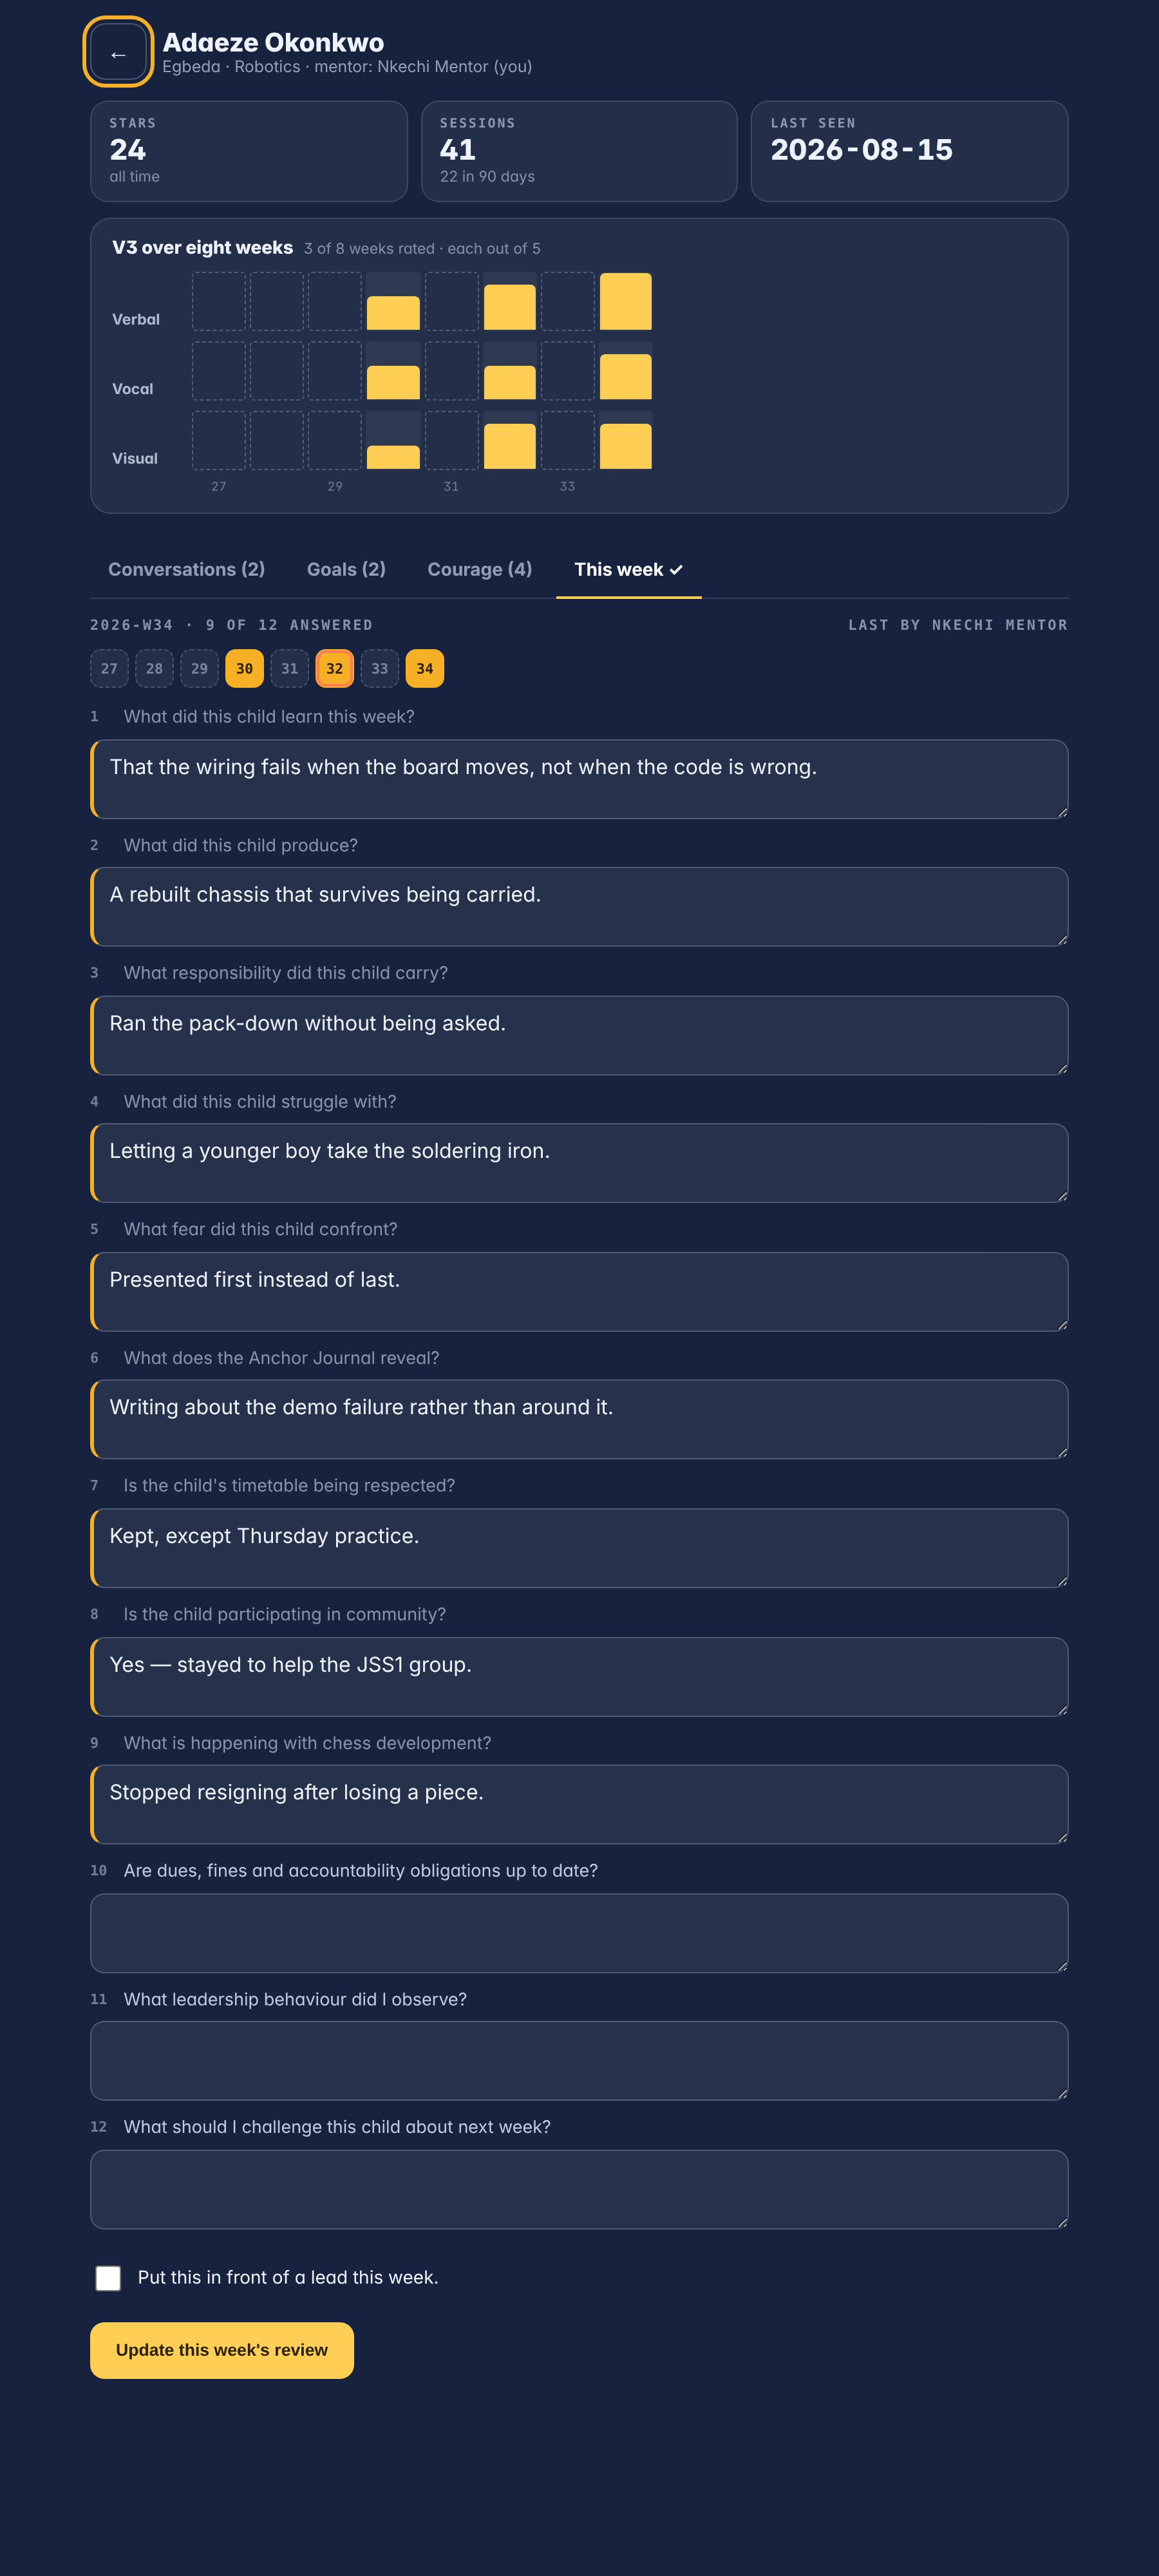 ←
Adaeze Okonkwo
Egbeda · Robotics · mentor: Nkechi Mentor (you)
STARS
24
all time
SESSIONS
41
22 in 90 days
LAST SEEN
2026-08-15
V3 over eight weeks 3 of 8 weeks rated · each out of 5
Verbal
Vocal
Visual
27 29 31 33
Conversations (2) Goals (2) Courage (4) This week ✓
2026-W34 · 9 OF 12 ANSWERED LAST BY NKECHI MENTOR
27 28 29 30 31 32 33 34
1 What did this child learn this week?
That the wiring fails when the board moves, not when the code is wrong.
2 What did this child produce?
A rebuilt chassis that survives being carried.
3 What responsibility did this child carry?
Ran the pack-down without being asked.
4 What did this child struggle with?
Letting a younger boy take the soldering iron.
5 What fear did this child confront?
Presented first instead of last.
6 What does the Anchor Journal reveal?
Writing about the demo failure rather than around it.
7 Is the child's timetable being respected?
Kept, except Thursday practice.
8 Is the child participating in community?
Yes — stayed to help the JSS1 group.
9 What is happening with chess development?
Stopped resigning after losing a piece.
10 Are dues, fines and accountability obligations up to date?
11 What leadership behaviour did I observe?
12 What should I challenge this child about next week?
Put this in front of a lead this week.
Update this week's review